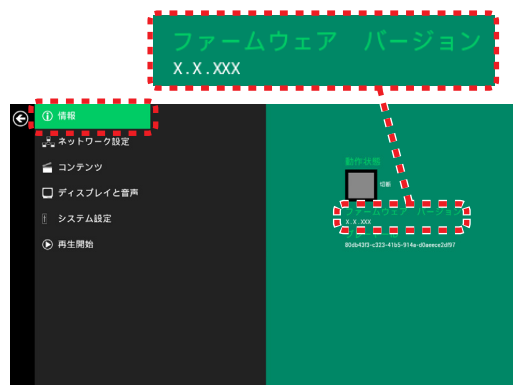 ファームウェア バージョン
X.X.XXX
情報
ネットワーク設定
コンテンツ
ディスプレイと音声
システム設定
再生開始
動作状態
切断
ファームウェア バージョン
X.X.XXX
80db43f3-c323-41b5-914a-d0aeece2df97